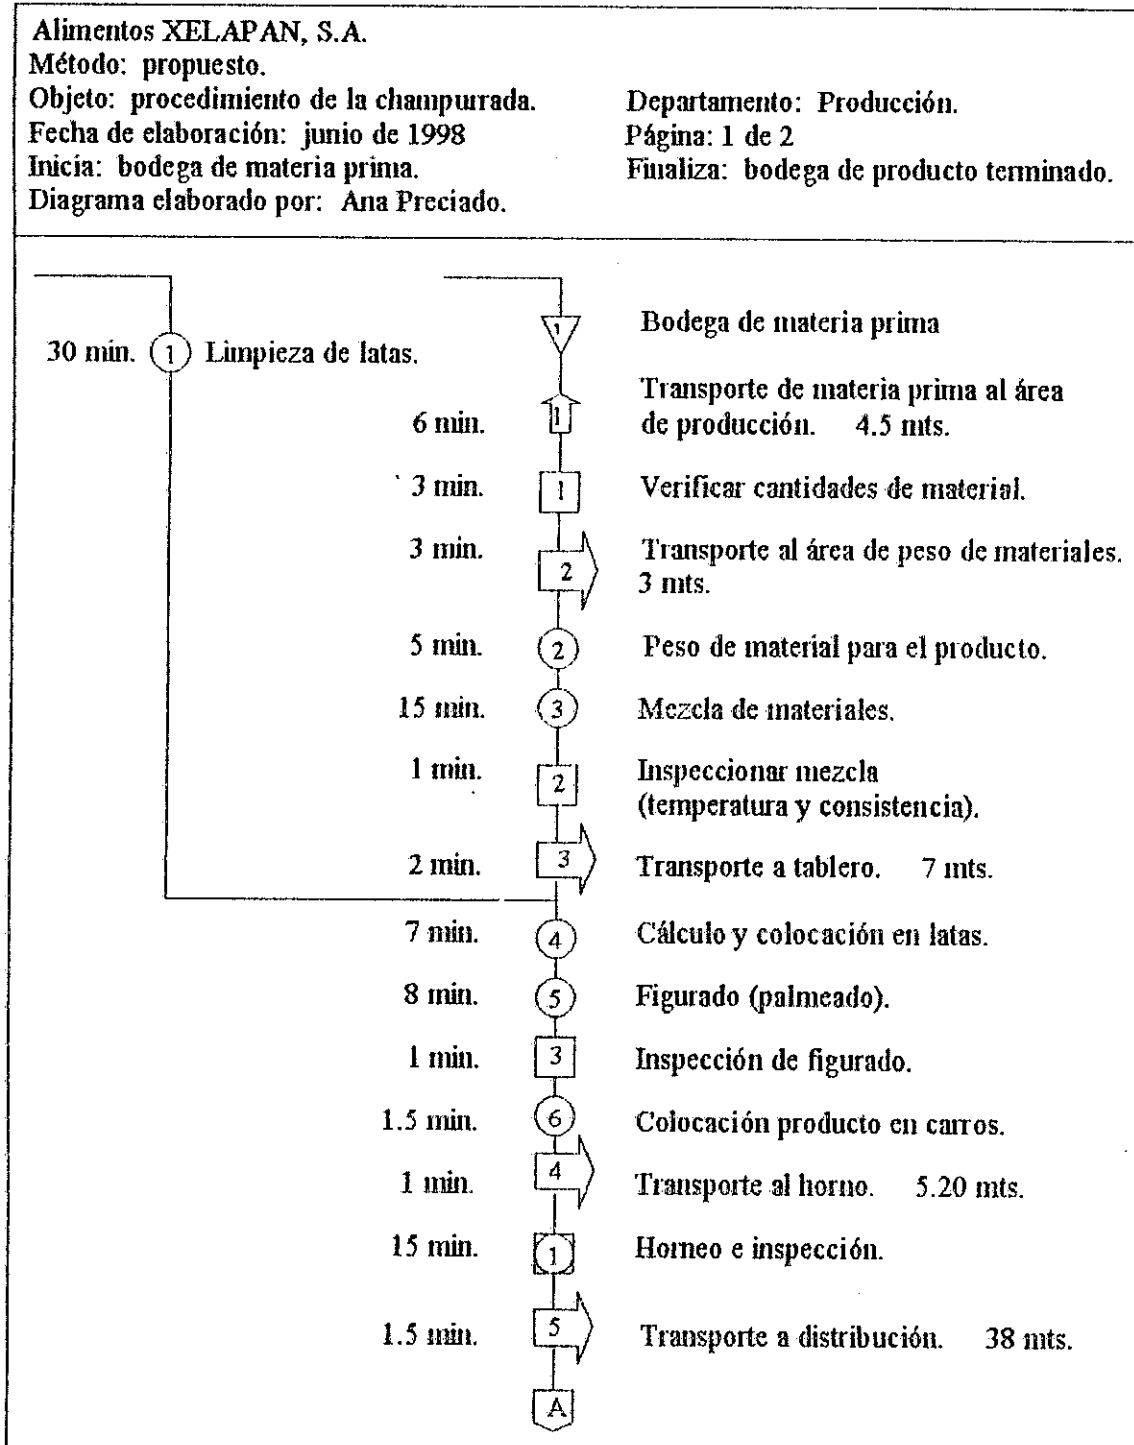 Alimentos XELAPAN, S.A.
Método: propuesto.
Objeto: procedimiento de la champurrada. Departamento: Producción.
Fecha de elaboración: junio de 1998 Página: 1 de 2
Inicia: bodega de materia prima. Finaliza: bodega de producto terminado.
Diagrama elaborado por: Ana Preciado.
1 Bodega de materia prima
30 min. 1 Limpieza de latas.
Transporte de materia prima al área
6 min. 1 de producción. 4.5 mts.
3 min. 1 Verificar cantidades de material.
3 min. 2 Transporte al área de peso de materiales.
3 mts.
5 min. 2 Peso de material para el producto.
15 min. 3 Mezcla de materiales.
1 min. 2 Inspeccionar mezcla
(temperatura y consistencia).
2 min. 3 Transporte a tablero. 7 mts.
7 min. 4 Cálculo y colocación en latas.
8 min. 5 Figurado (palmeado).
1 min. 3 Inspección de figurado.
1.5 min. 6 Colocación producto en carros.
1 min. 4 Transporte al horno. 5.20 mts.
15 min. 1 Horneo e inspección.
1.5 min. 5 Transporte a distribución. 38 mts.
A